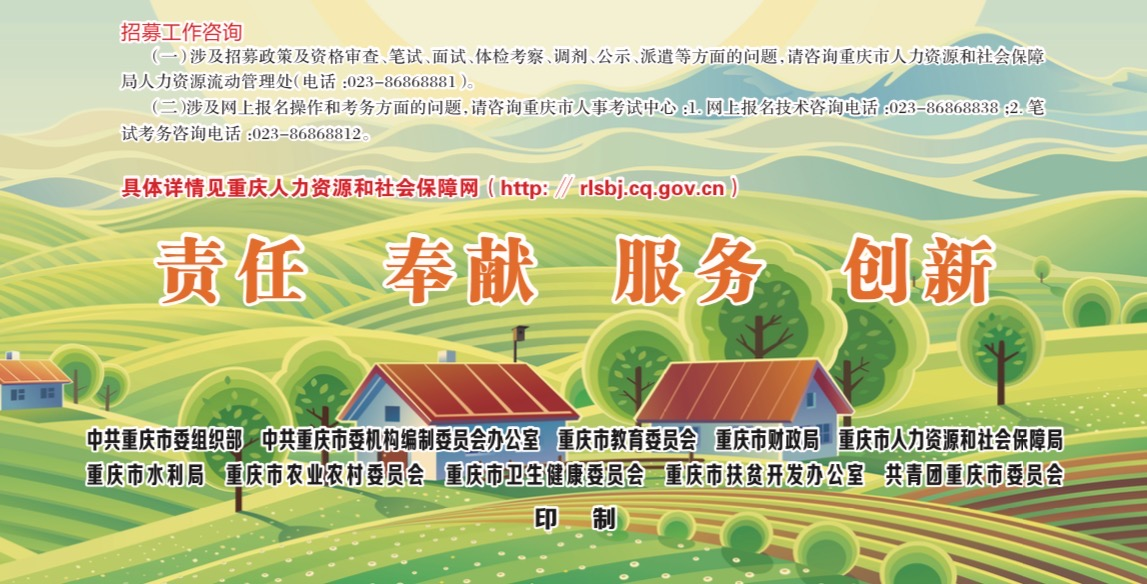 招募工作咨询
（一）涉及招募政策及资格审查、笔试、面试、体检考察、调剂、公示、派遣等方面的问题,请咨询重庆市人力资源和社会保障
局人力资源流动管理处(电话:023-86868881)。
（二）涉及网上报名操作和考务方面的问题,请咨询重庆市人事考试中心:1. 网上报名技术咨询电话:023-86868838;2. 笔
试考务咨询电话:023-86868812。
具体详情见重庆人力资源和社会保障网（http: // rlsbj.cq.gov.cn）
责任 奉献 服务 创新
中共重庆市委组织部 中共重庆市委机构编制委员会办公室 重庆市教育委员会 重庆市财政局 重庆市人力资源和社会保障局
重庆市水利局 重庆市农业农村委员会 重庆市卫生健康委员会 重庆市扶贫开发办公室 共青团重庆市委员会
印 制